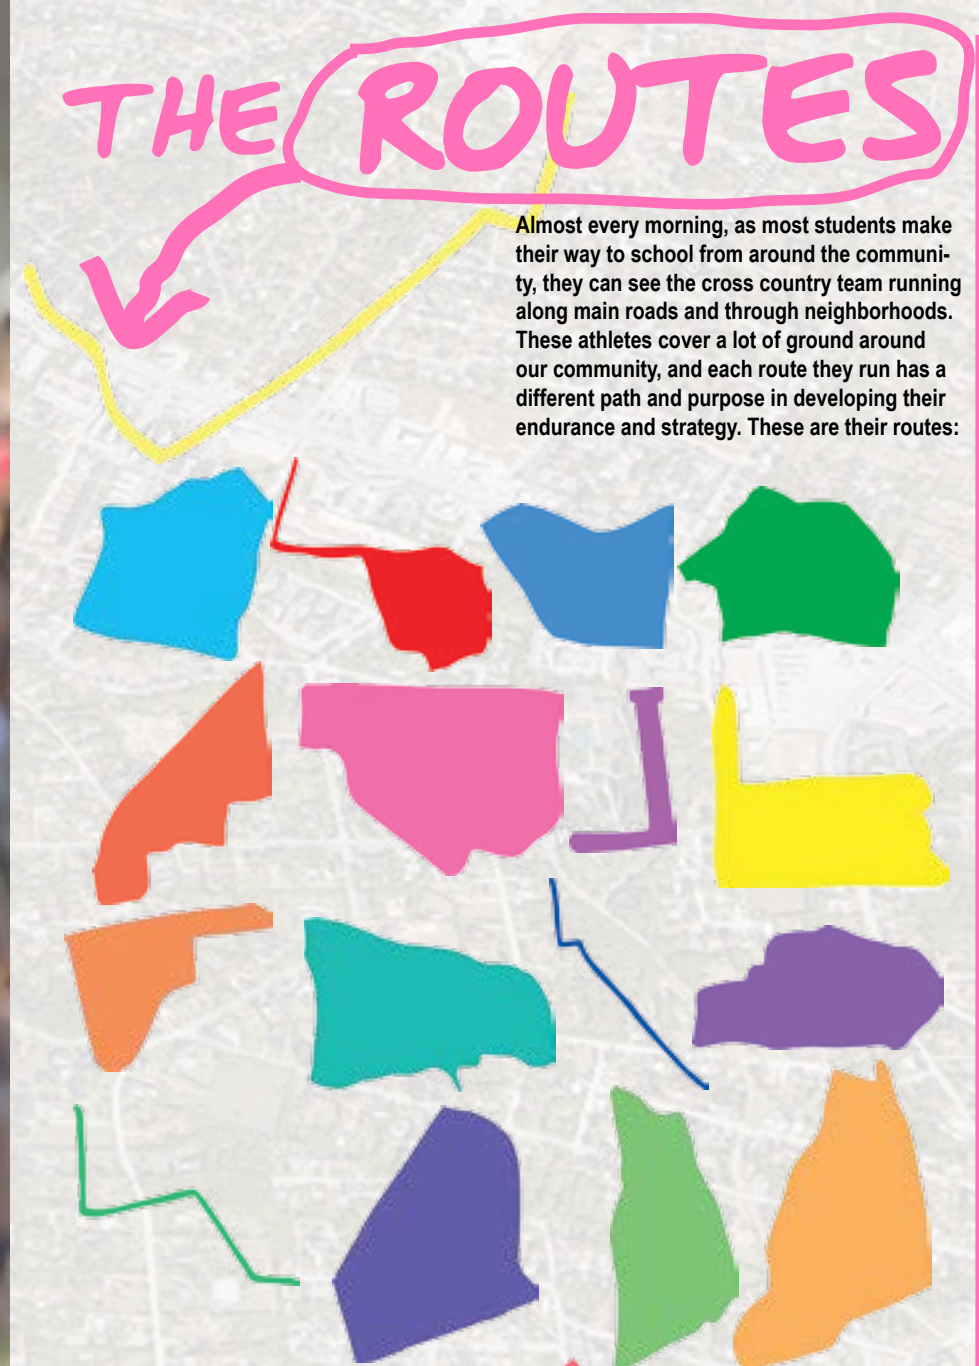 THE ROUTES
Almost every morning, as most students make
their way to school from around the communi-
ty, they can see the cross country team running
along main roads and through neighborhoods.
These athletes cover a lot of ground around
our community, and each route they run has a
different path and purpose in developing their
endurance and strategy. These are their routes: